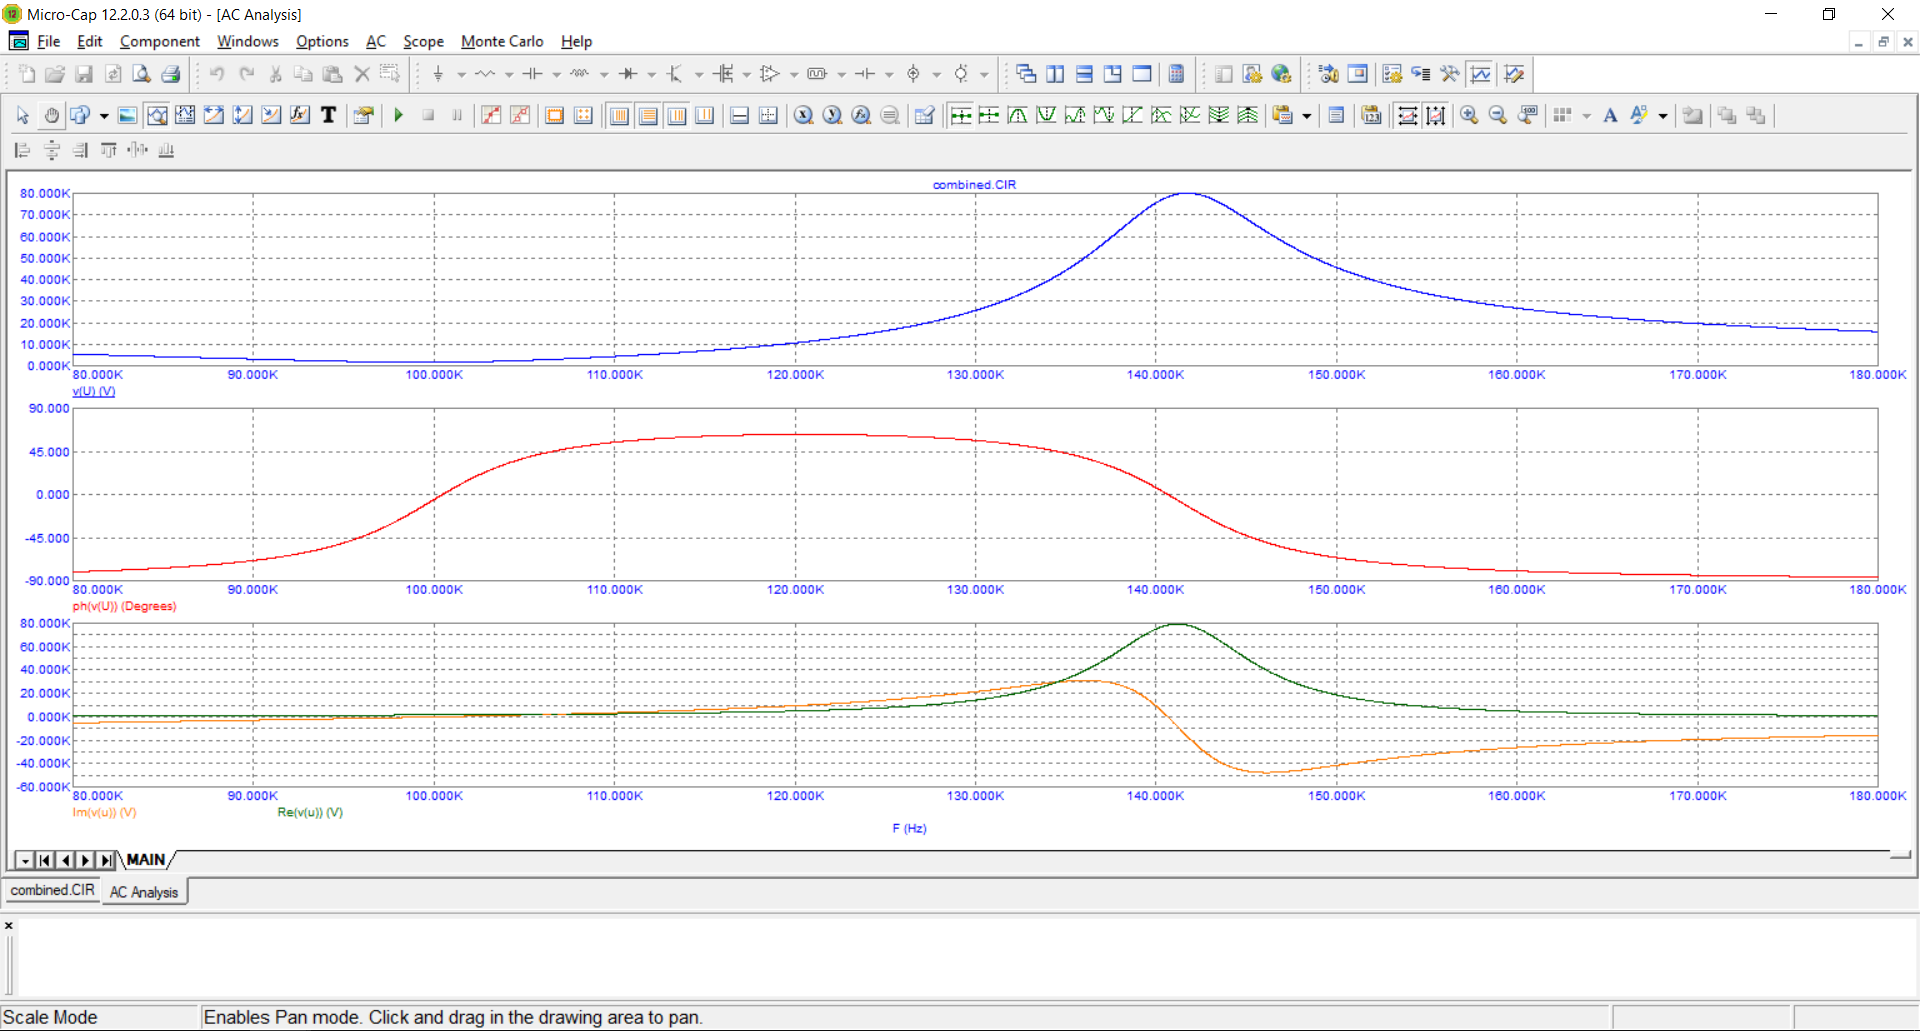 Micro-Cap 12.2.0.3 (64 bit) - [AC Analysis]
File Edit Component Windows Options AC Scope Monte Carlo Help
combined.CIR
80.000K
70.000K
60.000K
50.000K
40.000K
30.000K
20.000K
10.000K
0.000K
80.000K 90.000K 100.000K 110.000K 120.000K 130.000K 140.000K 150.000K 160.000K 170.000K 180.000K
v(U) (V)
90.000
45.000
0.000
-45.000
-90.000
80.000K 90.000K 100.000K 110.000K 120.000K 130.000K 140.000K 150.000K 160.000K 170.000K 180.000K
ph(v(U)) (Degrees)
80.000K
60.000K
40.000K
20.000K
0.000K
-20.000K
-40.000K
-60.000K
80.000K 90.000K 100.000K 110.000K 120.000K 130.000K 140.000K 150.000K 160.000K 170.000K 180.000K
Im(v(u)) (V) Re(v(u)) (V)
F (Hz)
MAIN
combined.CIR AC Analysis
Scale Mode Enables Pan mode. Click and drag in the drawing area to pan.